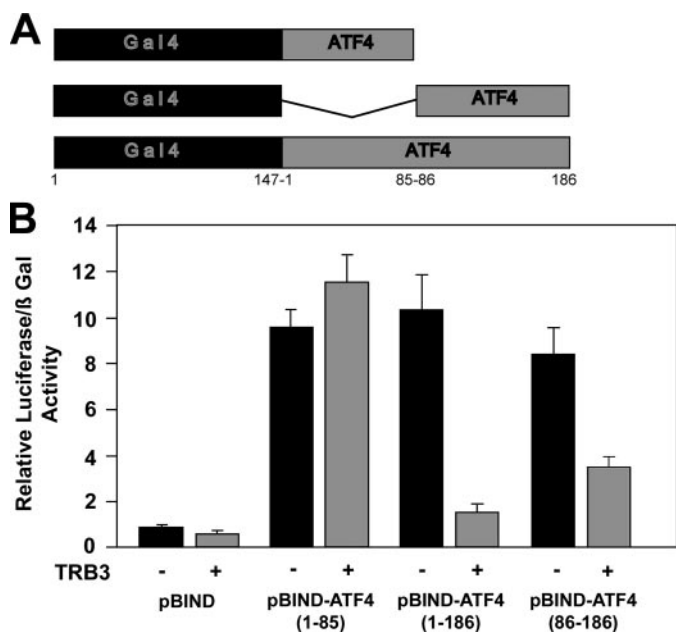 A
Gal4 ATF4
Gal4 ATF4
Gal4 ATF4
1 147-1 85-86 186
B
Relative Luciferase/ß Gal
Activity
14
12
10
8
6
4
2
0
TRB3 - + - + - + - +
pBIND pBIND-ATF4 pBIND-ATF4 pBIND-ATF4
(1-85) (1-186) (86-186)